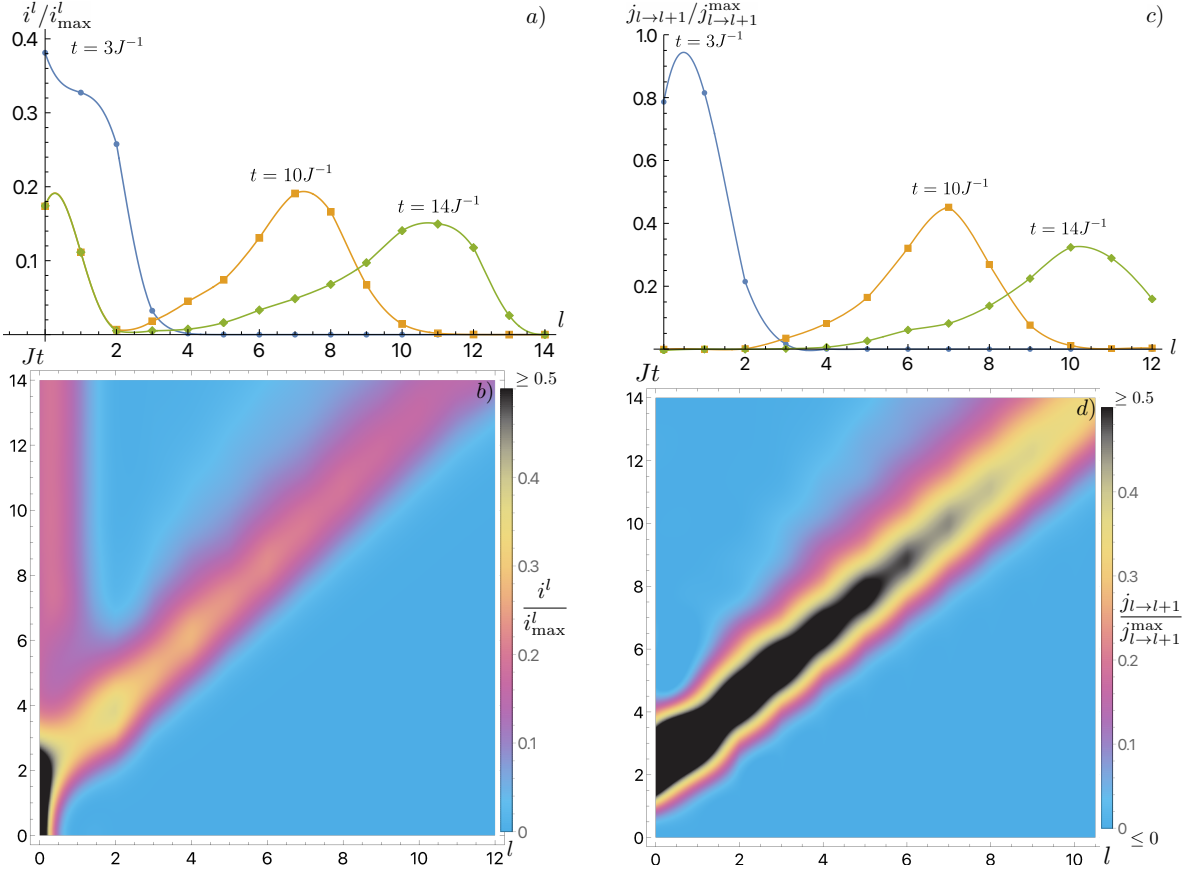 i^l/i^l_max
a)
0.4
0.3
0.2
0.1
t = 3J⁻¹
t = 10J⁻¹
t = 14J⁻¹
2 4 6 8 10 12 14
l
j_{l→l+1}/j^max_{l→l+1}
c)
1.0
0.8
0.6
0.4
0.2
t = 3J⁻¹
t = 10J⁻¹
t = 14J⁻¹
2 4 6 8 10 12
l
Jt
b)
14
12
10
8
6
4
2
0
0 2 4 6 8 10 12
l
≥ 0.5
0.4
0.3
0.2
0.1
0
i^l
i^l_max
Jt
d)
14
12
10
8
6
4
2
0
0 2 4 6 8 10
l
≥ 0.5
0.4
0.3
0.2
0.1
0
≤ 0
j_{l→l+1}
j^max_{l→l+1}